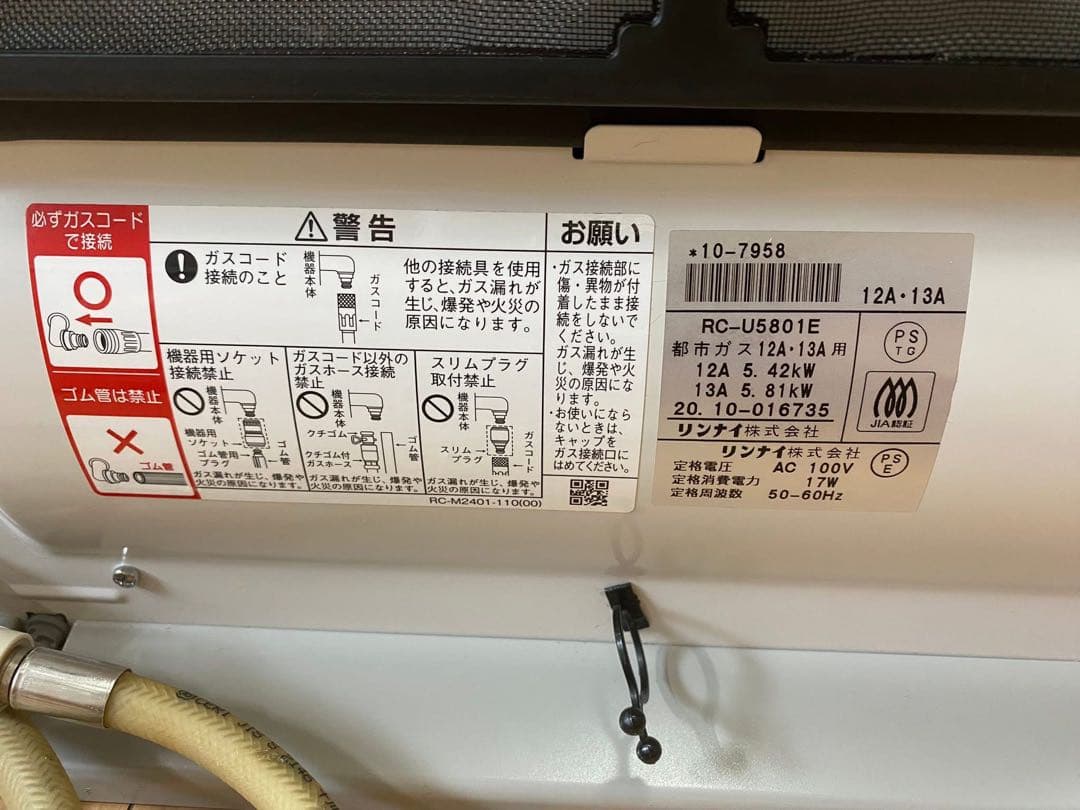 必ずガスコード
で接続
ゴム管は禁止
ゴム管
警告
ガスコード
接続のこと
機器本体
ガスコード
他の接続具を使用
すると、ガス漏れが
生じ、爆発や火災の
原因になります。
機器用ソケット
接続禁止
機器本体
機器用
ソケット
ゴム管用
プラグ
ゴム管
ガス漏れが生じ、爆発や
火災の原因になります。
ガスコード以外の
ガスホース接続
禁止
機器本体
クチゴム
クチゴム付
ガスホース
ゴム管
ガス漏れが生じ、爆発や
火災の原因になります。
スリムプラグ
取付禁止
機器本体
スリム
プラグ
ガスコード
ガス漏れが生じ、爆発や
火災の原因になります。
RC-M2401-110(00)
お願い
・ガス接続部に
傷・異物が付
着したまま接
続をしないで
ください。
ガス漏れが生
じ、爆発や火
災の原因にな
ります。
・お使いになら
ないときは、
キャップを
ガス接続口に
はめてください。
*10-7958
12A・13A
RC-U5801E
都市ガス12A・13A用
12A 5. 42kW
13A 5. 81kW
20. 10-016735
リンナイ株式会社
PS
TG
JIA認証
リンナイ株式会社
定格電圧 AC 100V
定格消費電力 17W
定格周波数 50-60Hz
PS
E